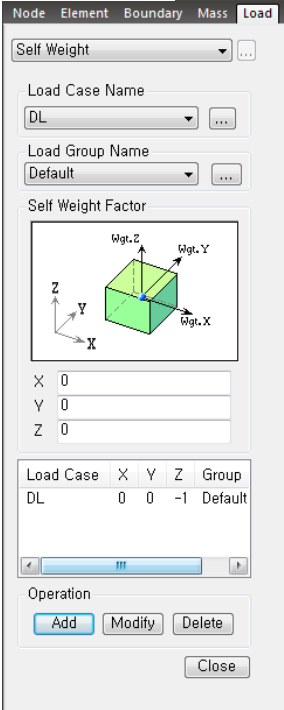 Node Element Boundary Mass Load
Self Weight ...
Load Case Name
DL ...
Load Group Name
Default ...
Self Weight Factor
Wgt.Z
Wgt.Y
Z
Y
Wgt.X
X
X 0
Y 0
Z 0
Load Case X Y Z Group
DL 0 0 -1 Default
Operation
Add Modify Delete
Close